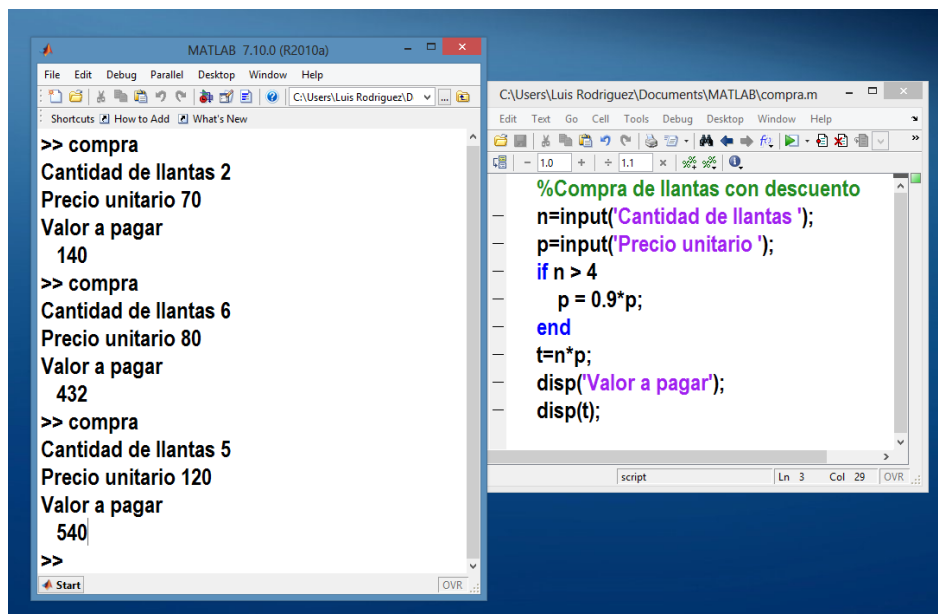 MATLAB 7.10.0 (R2010a)
File Edit Debug Parallel Desktop Window Help
C:\Users\Luis Rodriguez\D
Shortcuts How to Add What's New
>> compra
Cantidad de llantas 2
Precio unitario 70
Valor a pagar
140
>> compra
Cantidad de llantas 6
Precio unitario 80
Valor a pagar
432
>> compra
Cantidad de llantas 5
Precio unitario 120
Valor a pagar
540
>>
Start OVR
C:\Users\Luis Rodriguez\Documents\MATLAB\compra.m
Edit Text Go Cell Tools Debug Desktop Window Help
1.0 1.1
%Compra de llantas con descuento
n=input('Cantidad de llantas ');
p=input('Precio unitario ');
if n > 4
p = 0.9*p;
end
t=n*p;
disp('Valor a pagar');
disp(t);
script Ln 3 Col 29 OVR